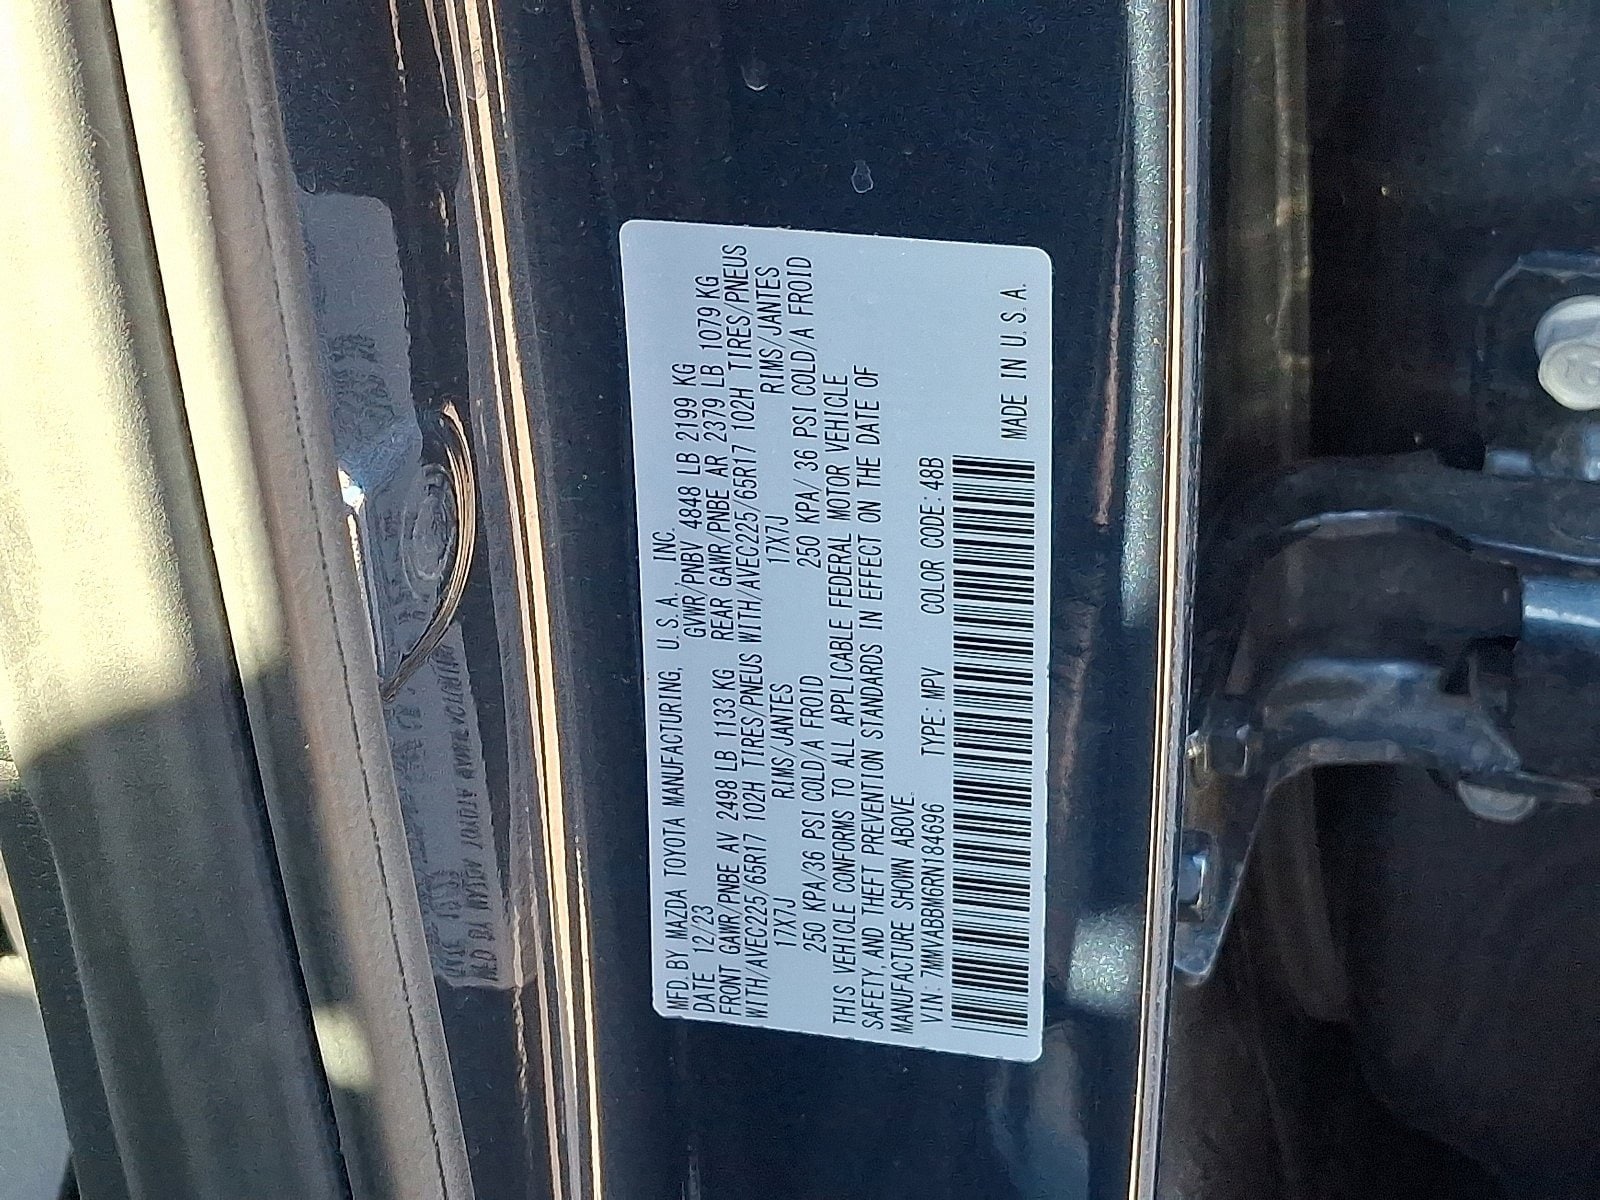 MFD. BY MAZDA TOYOTA MANUFACTURING, U.S.A., INC.
DATE 12/23 GVWR/PNBV 4848 LB 2199 KG
FRONT GAWR/PNBE AV 2498 LB 1133 KG REAR GAWR/PNBE AR 2379 LB 1079 KG
WITH/AVEC225/65R17 102H TIRES/PNEUS WITH/AVEC225/65R17 102H TIRES/PNEUS
17X7J RIMS/JANTES 17X7J RIMS/JANTES
250 KPA/36 PSI COLD/A FROID 250 KPA/ 36 PSI COLD/A FROID
THIS VEHICLE CONFORMS TO ALL APPLICABLE FEDERAL MOTOR VEHICLE
SAFETY, AND THEFT PREVENTION STANDARDS IN EFFECT ON THE DATE OF
MANUFACTURE SHOWN ABOVE.
VIN: 7MMVABBM6RN184696 TYPE: MPV COLOR CODE: 48B
MADE IN U.S.A.